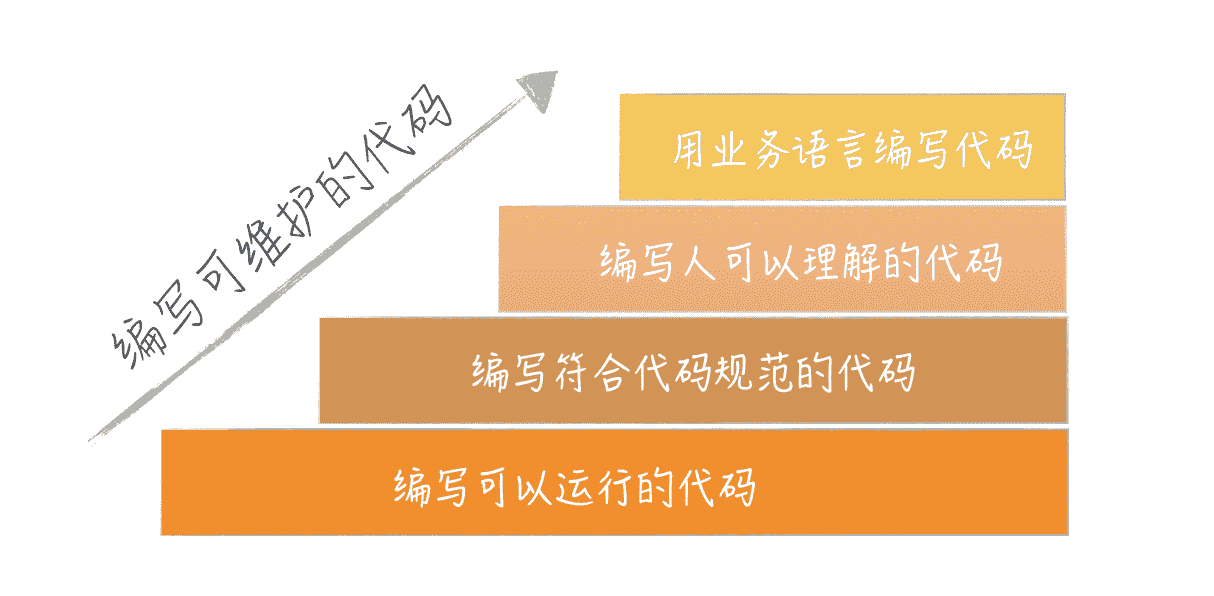 编写可维护的代码
用业务语言编写代码
编写人可以理解的代码
编写符合代码规范的代码
编写可以运行的代码